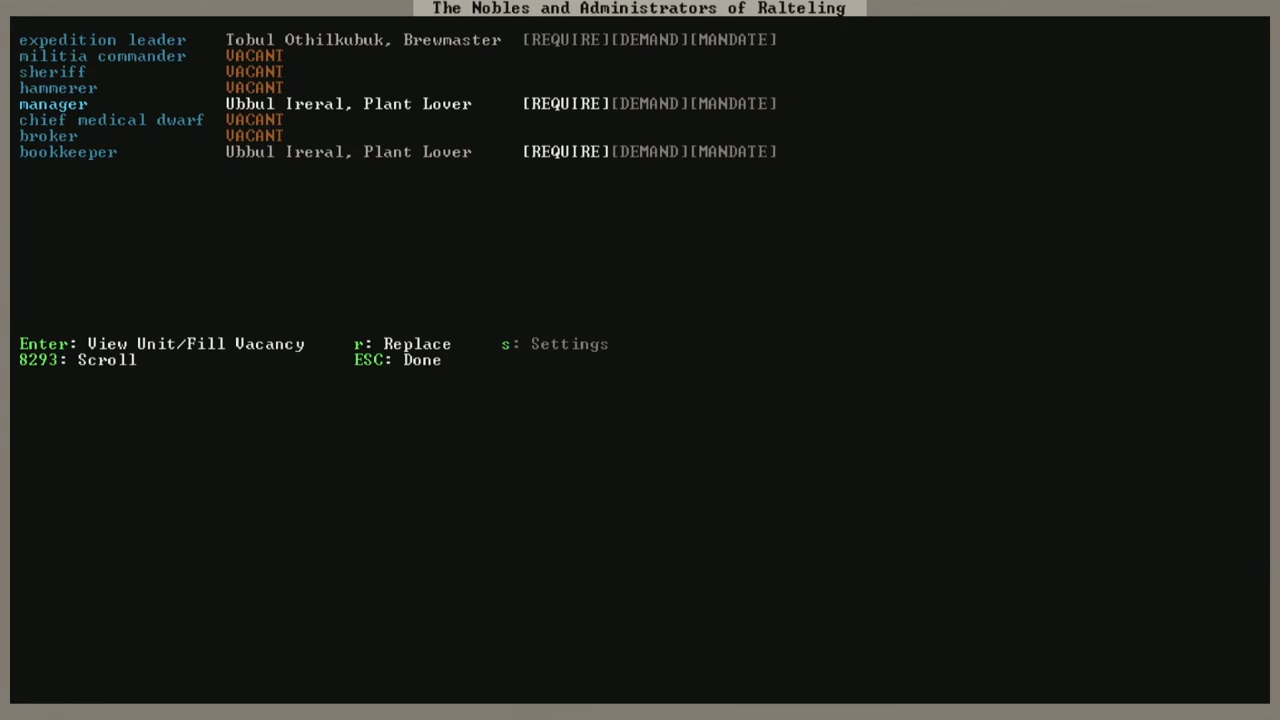 The Nobles and Administrators of Ralteling
expedition leader Tobul Othilkubuk, Brewmaster [REQUIRE][DEMAND][MANDATE]
militia commander VACANT
sheriff VACANT
hammerer VACANT
manager Ubbul Ireral, Plant Lover [REQUIRE][DEMAND][MANDATE]
chief medical dwarf VACANT
broker VACANT
bookkeeper Ubbul Ireral, Plant Lover [REQUIRE][DEMAND][MANDATE]
Enter: View Unit/Fill Vacancy r: Replace s: Settings
8293: Scroll ESC: Done